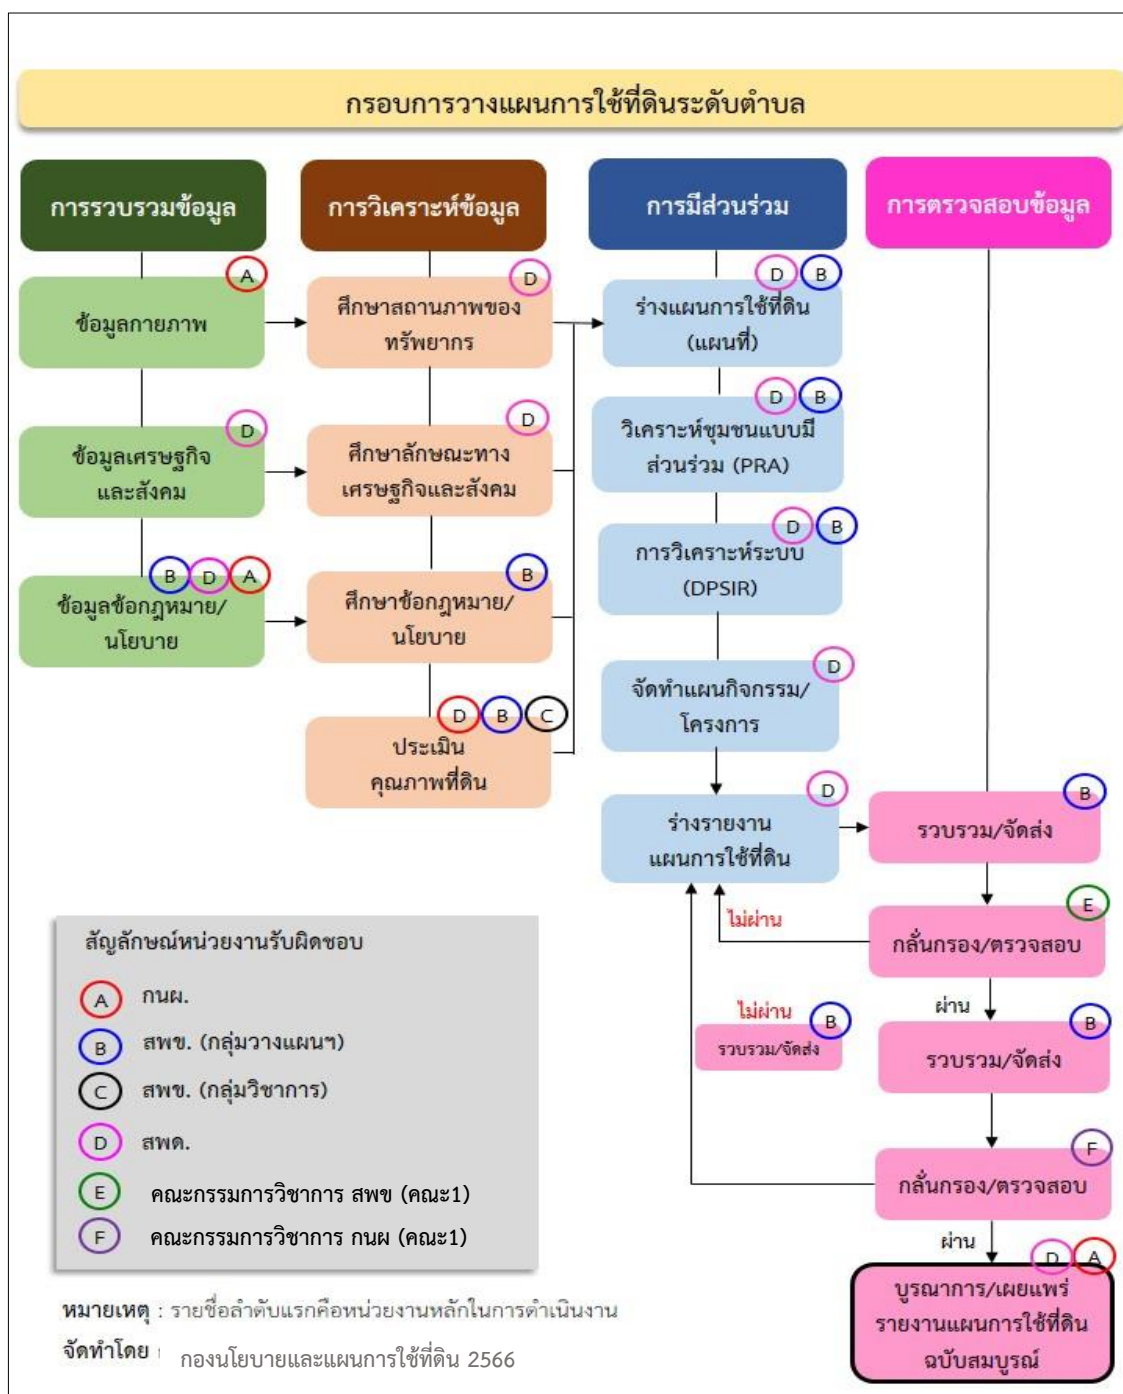 กรอบการวางแผนการใช้ที่ดินระดับตำบล
การรวบรวมข้อมูล
A
ข้อมูลกายภาพ
D
ข้อมูลเศรษฐกิจ
และสังคม
B D A
ข้อมูลข้อกฎหมาย/
นโยบาย
การวิเคราะห์ข้อมูล
D
ศึกษาสถานภาพของ
ทรัพยากร
D
ศึกษาลักษณะทาง
เศรษฐกิจและสังคม
B
ศึกษาข้อกฎหมาย/
นโยบาย
D B C
ประเมิน
คุณภาพที่ดิน
การมีส่วนร่วม
D B
ร่างแผนการใช้ที่ดิน
(แผนที่)
D B
วิเคราะห์ชุมชนแบบมี
ส่วนร่วม (PRA)
D B
การวิเคราะห์ระบบ
(DPSIR)
D
จัดทำแผนกิจกรรม/
โครงการ
D
ร่างรายงาน
แผนการใช้ที่ดิน
การตรวจสอบข้อมูล
B
รวบรวม/จัดส่ง
E
กลั่นกรอง/ตรวจสอบ
ไม่ผ่าน
ผ่าน
B
รวบรวม/จัดส่ง
ไม่ผ่าน
B
รวบรวม/จัดส่ง
F
กลั่นกรอง/ตรวจสอบ
ผ่าน
D A
บูรณาการ/เผยแพร่
รายงานแผนการใช้ที่ดิน
ฉบับสมบูรณ์
สัญลักษณ์หน่วยงานรับผิดชอบ
A กนผ.
B สพข. (กลุ่มวางแผนฯ)
C สพข. (กลุ่มวิชาการ)
D สพด.
E คณะกรรมการวิชาการ สพข (คณะ1)
F คณะกรรมการวิชาการ กนผ (คณะ1)
หมายเหตุ : รายชื่อลำดับแรกคือหน่วยงานหลักในการดำเนินงาน
จัดทำโดย : กองนโยบายและแผนการใช้ที่ดิน 2566